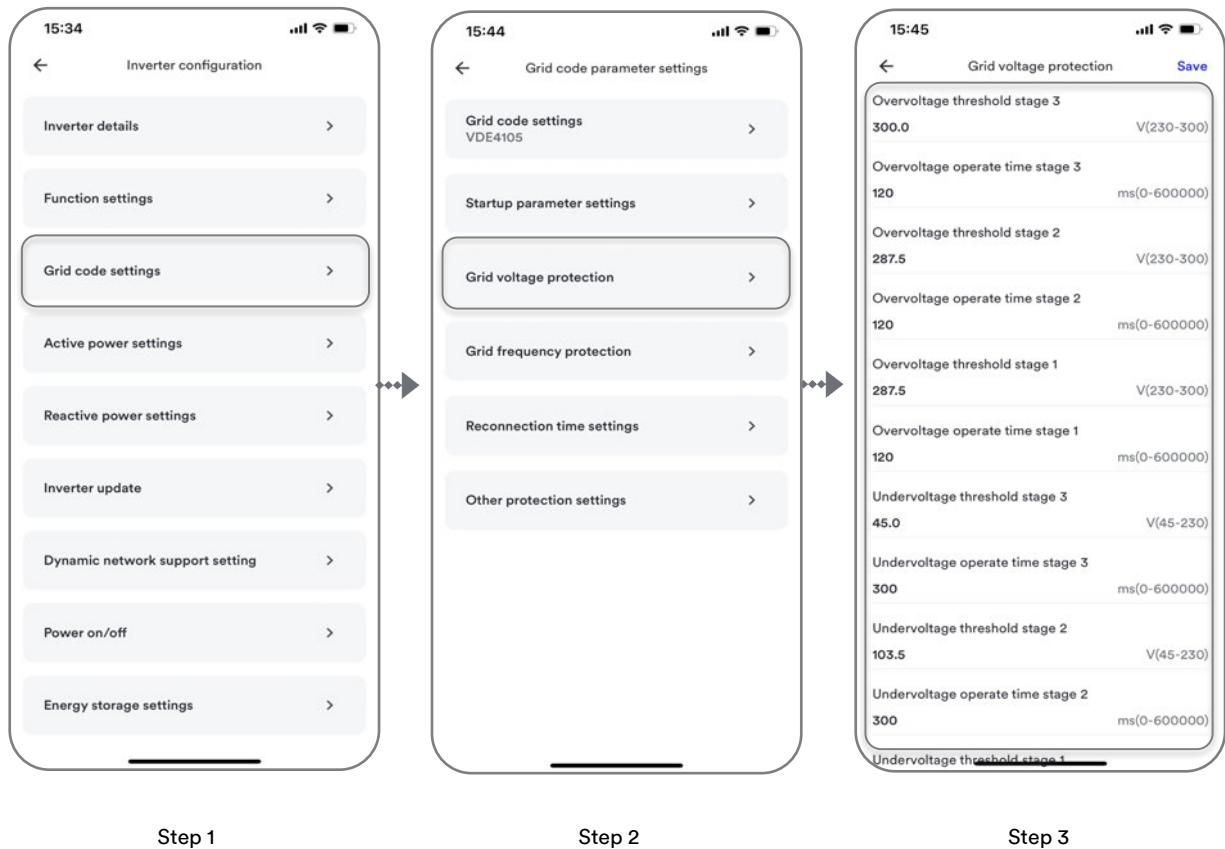 15:34
Inverter configuration
Inverter details
Function settings
Grid code settings
Active power settings
Reactive power settings
Inverter update
Dynamic network support setting
Power on/off
Energy storage settings
Step 1
15:44
Grid code parameter settings
Grid code settings
VDE4105
Startup parameter settings
Grid voltage protection
Grid frequency protection
Reconnection time settings
Other protection settings
Step 2
15:45
Grid voltage protection Save
Overvoltage threshold stage 3
300.0 V(230-300)
Overvoltage operate time stage 3
120 ms(0-600000)
Overvoltage threshold stage 2
287.5 V(230-300)
Overvoltage operate time stage 2
120 ms(0-600000)
Overvoltage threshold stage 1
287.5 V(230-300)
Overvoltage operate time stage 1
120 ms(0-600000)
Undervoltage threshold stage 3
45.0 V(45-230)
Undervoltage operate time stage 3
300 ms(0-600000)
Undervoltage threshold stage 2
103.5 V(45-230)
Undervoltage operate time stage 2
300 ms(0-600000)
Undervoltage threshold stage 1
Step 3